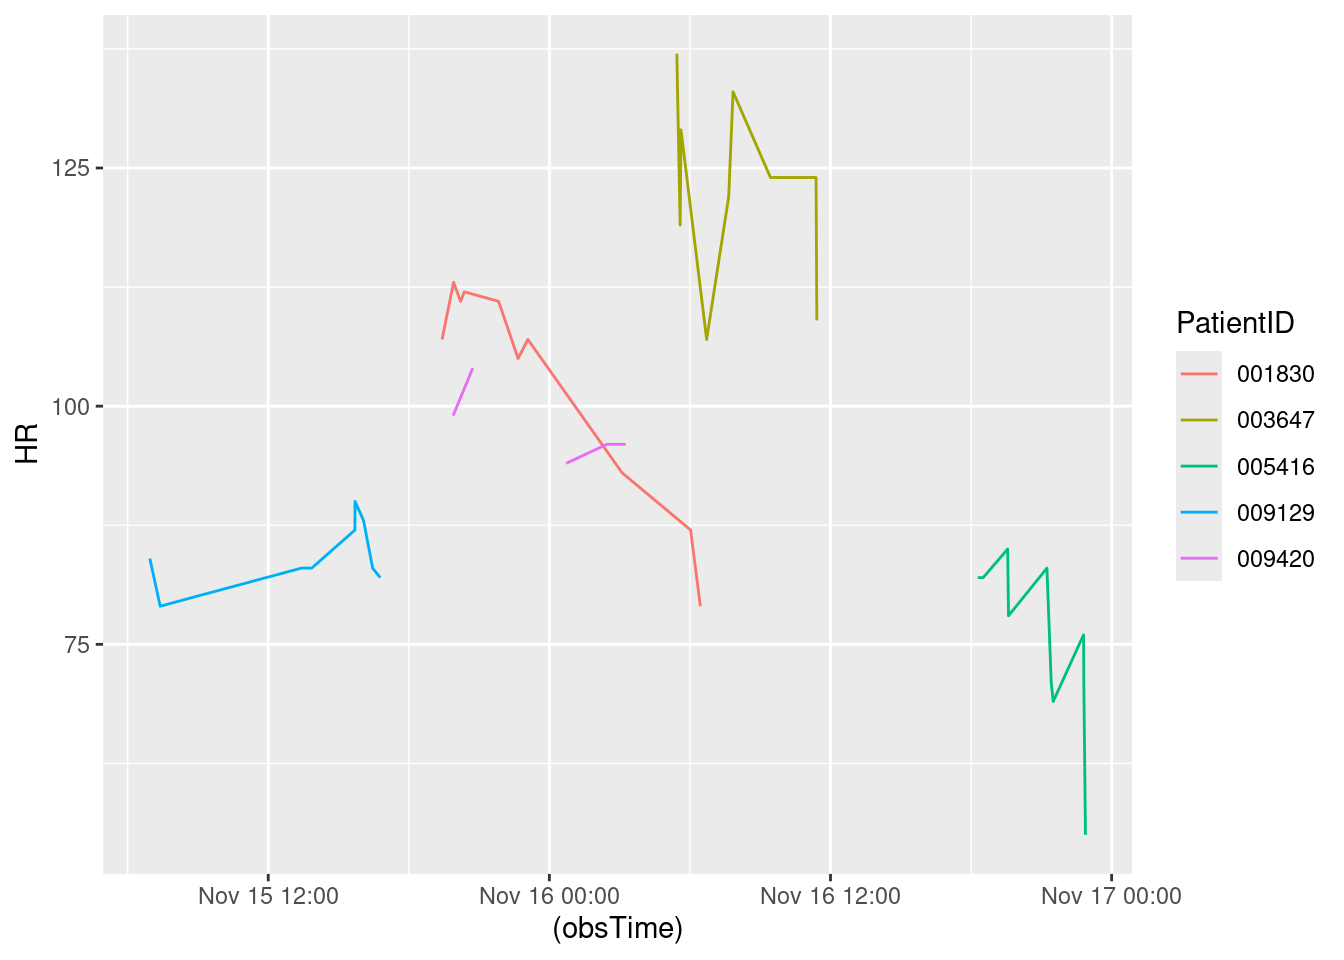 125
100
75
HR
Nov 15 12:00
Nov 16 00:00
Nov 16 12:00
Nov 17 00:00
(obsTime)
PatientID
001830
003647
005416
009129
009420